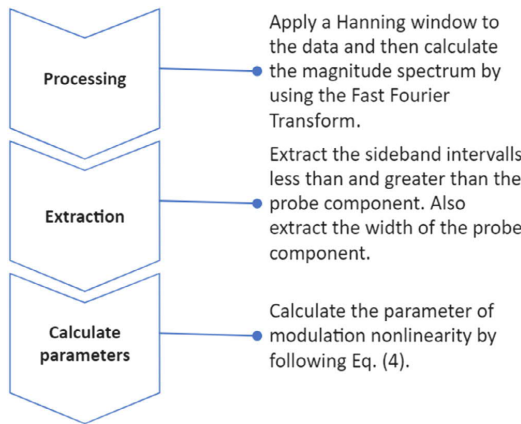 Processing
Apply a Hanning window to
the data and then calculate
the magnitude spectrum by
using the Fast Fourier
Transform.
Extraction
Extract the sideband intervalls
less than and greater than the
probe component. Also
extract the width of the probe
component.
Calculate
parameters
Calculate the parameter of
modulation nonlinearity by
following Eq. (4).